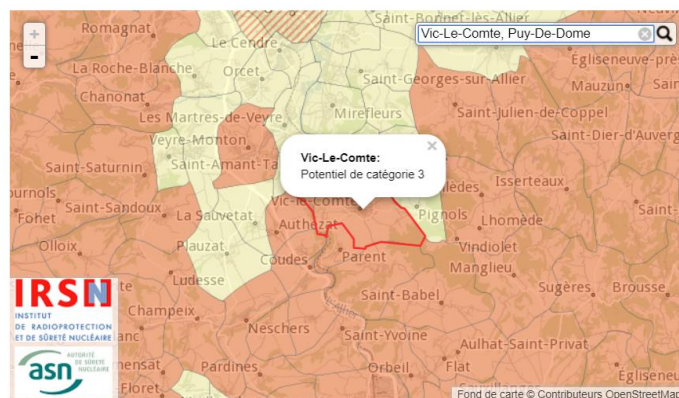 Romagnat
Saint-Bonnet-lès-Allier
Vic-Le-Comte, Puy-De-Dome
+
-
Le Cendre
La Roche-Blanche
Orcet
Saint-Georges-sur-Allier
Mauzun
Chanonat
Les Martres-de-Veyre
Mirefleurs
Saint-Julien-de-Coppel
Veyre-Monton
Saint-Dier-d'Auverg
Saint-Saturnin
Saint-Amant-Ta
Vic-Le-Comte:
Potentiel de catégorie 3
Isserteaux
Saint-Sandoux
La Sauvetat
Vic-le-Comte
Pignols
Fohet
Authezat
Lhomède
Olloix
Plauzat
Coudes
Parent
Vindiolet
Manglieu
Ludesse
Saint-Babel
Sugères
Brousse
IRSN
INSTITUT
DE RADIOPROTECTION
ET DE SÛRETÉ NUCLÉAIRE
Champeix
Neschers
Saint-Yvoine
Aulhat-Saint-Privat
asn
AUTORITÉ
DE SÛRETÉ
NUCLÉAIRE
Pardines
Orbeil
Flat
Fond de carte © Contributeurs OpenStreetMap